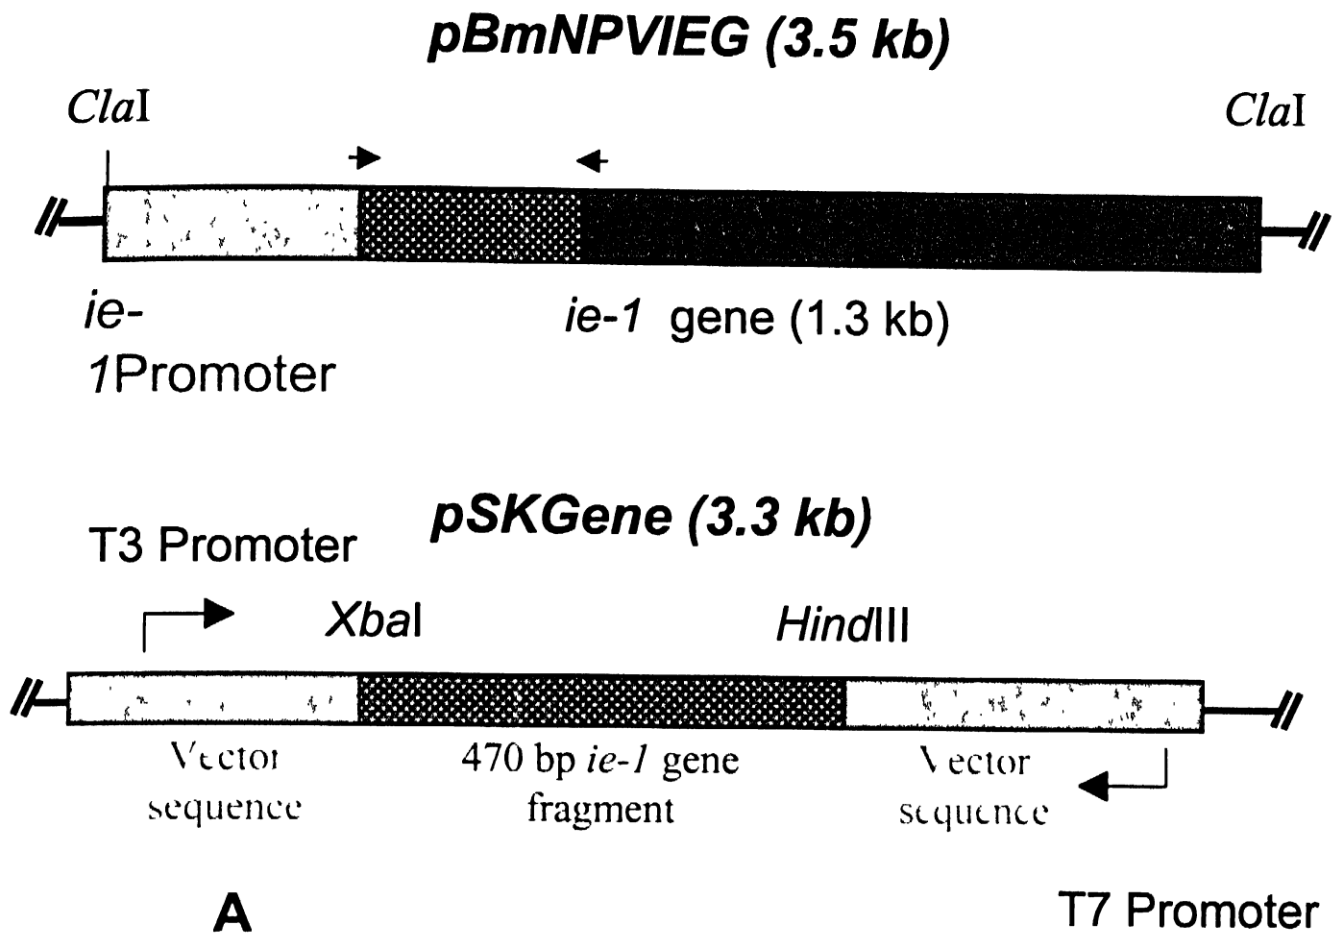 pBmNPVIEG (3.5 kb)
ClaI
ClaI
ie-
1Promoter
ie-1 gene (1.3 kb)
pSKGene (3.3 kb)
T3 Promoter
XbaI
HindIII
Vector
sequence
470 bp ie-1 gene
fragment
Vector
sequence
A
T7 Promoter